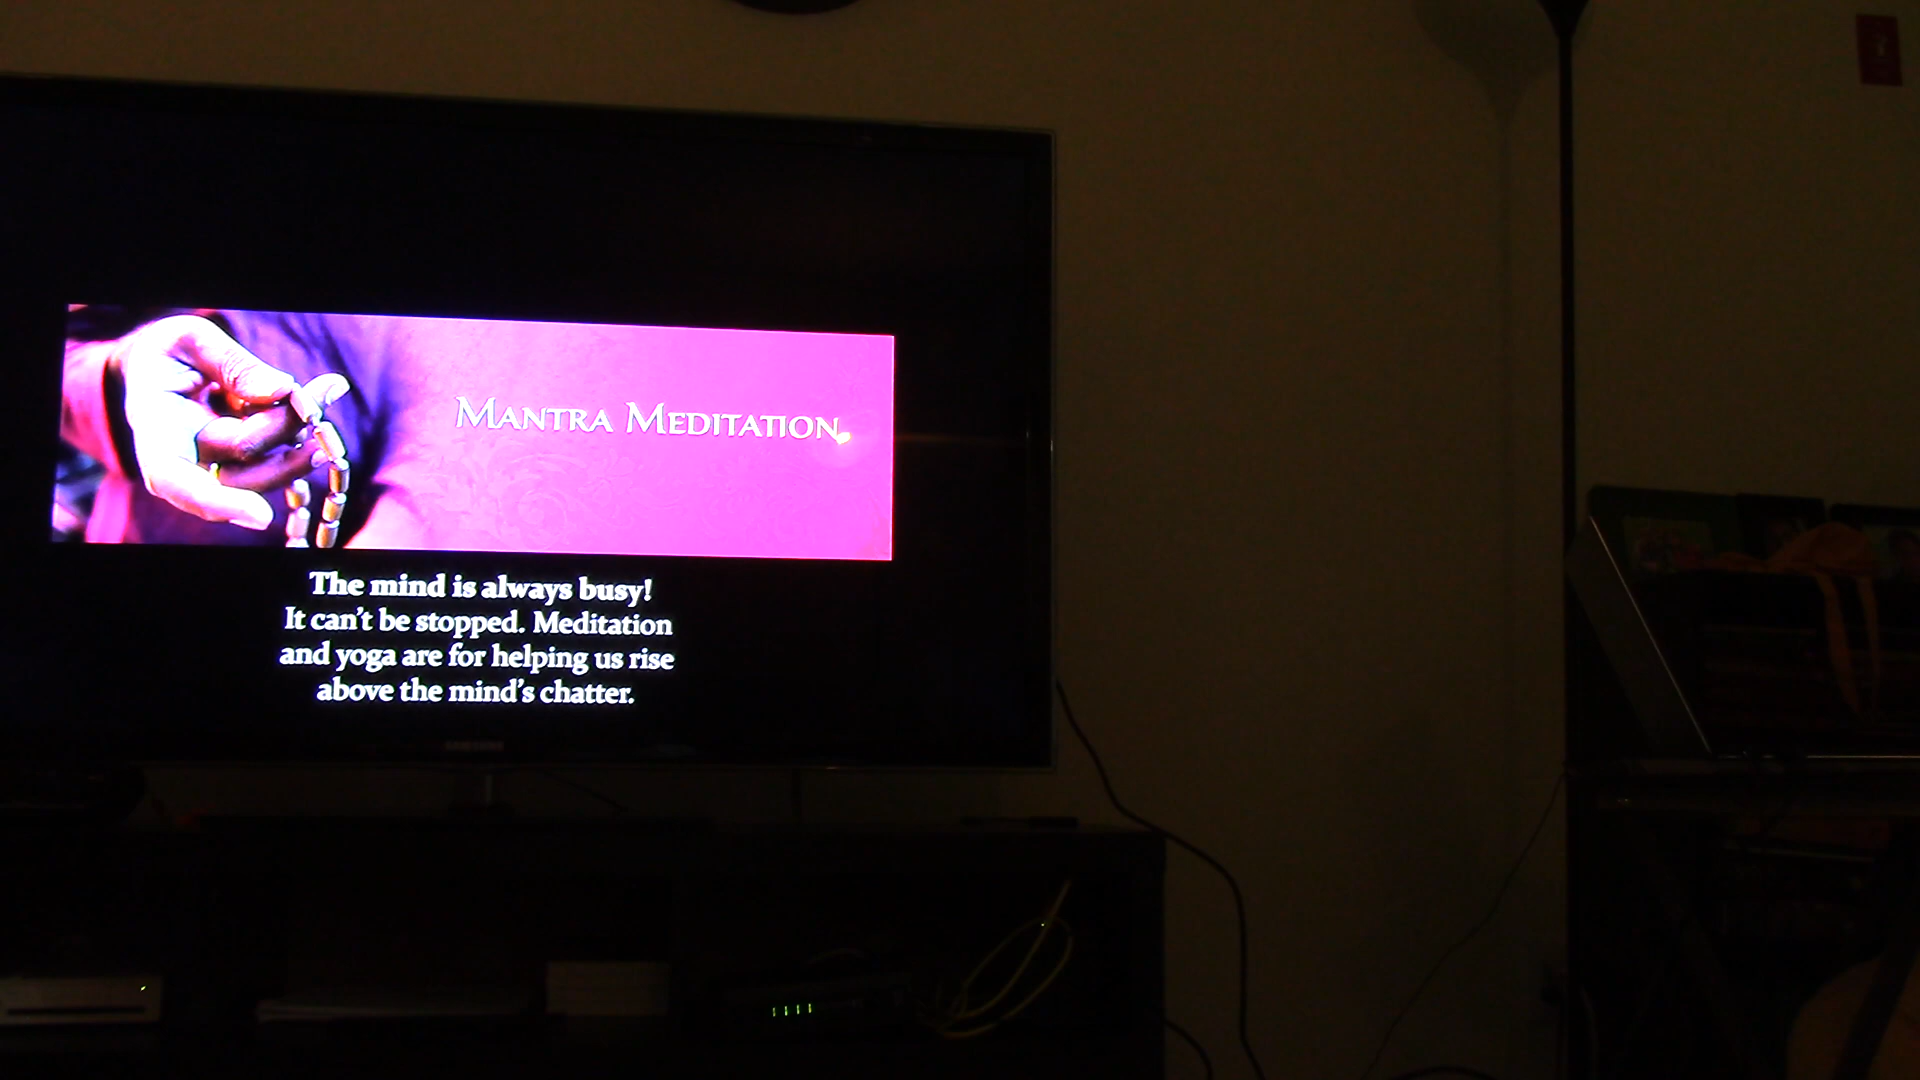 Mantra Meditation
The mind is always busy!
It can't be stopped. Meditation
and yoga are for helping us rise
above the mind's chatter.
SAMSUNG